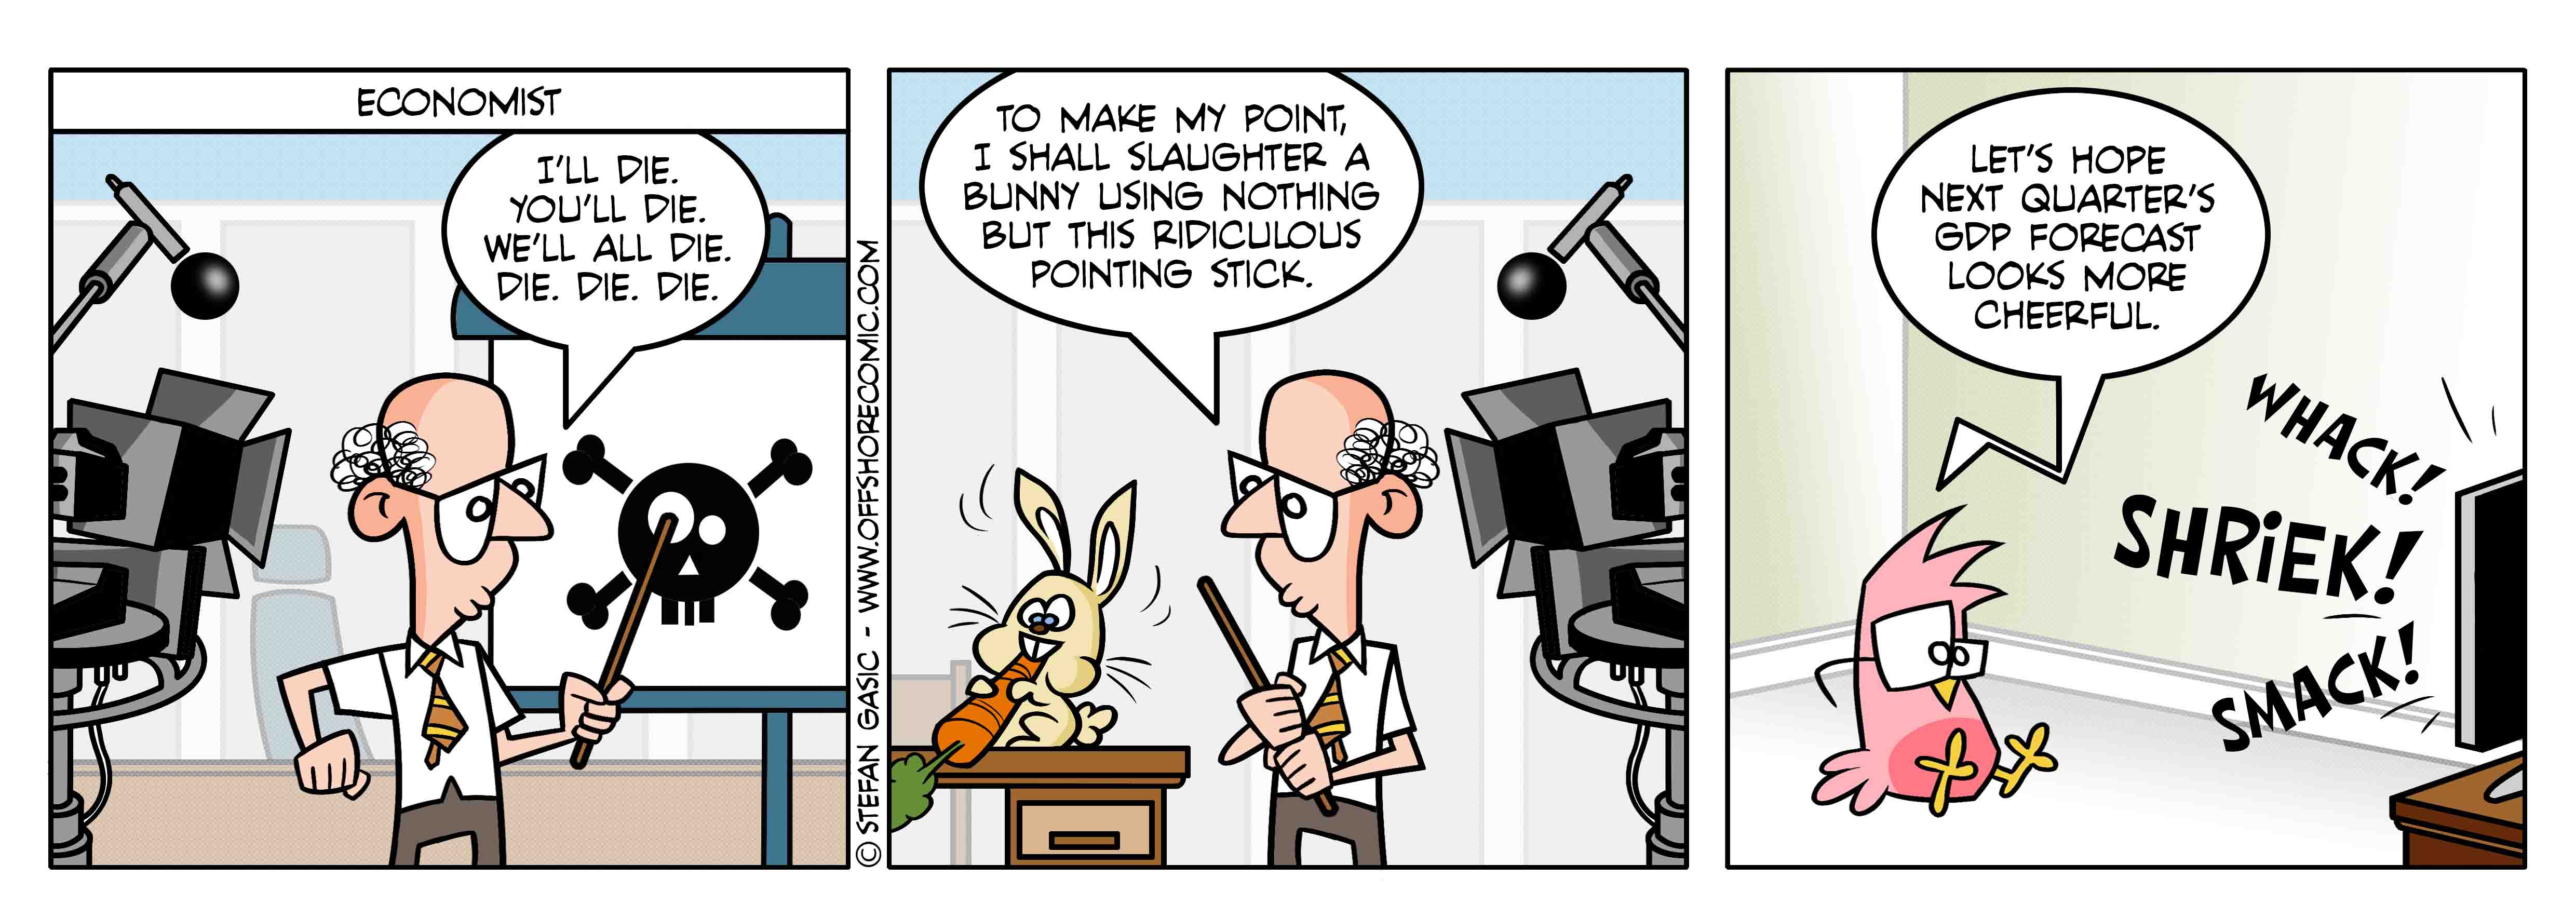 ECONOMIST
I'LL DIE.
YOU'LL DIE.
WE'LL ALL DIE.
DIE. DIE. DIE.
© STEFAN GASIC - WWW.OFFSHORECOMIC.COM
TO MAKE MY POINT,
I SHALL SLAUGHTER A
BUNNY USING NOTHING
BUT THIS RIDICULOUS
POINTING STICK.
LET'S HOPE
NEXT QUARTER'S
GDP FORECAST
LOOKS MORE
CHEERFUL.
WHACK!
SHRiEK!
SMACK!